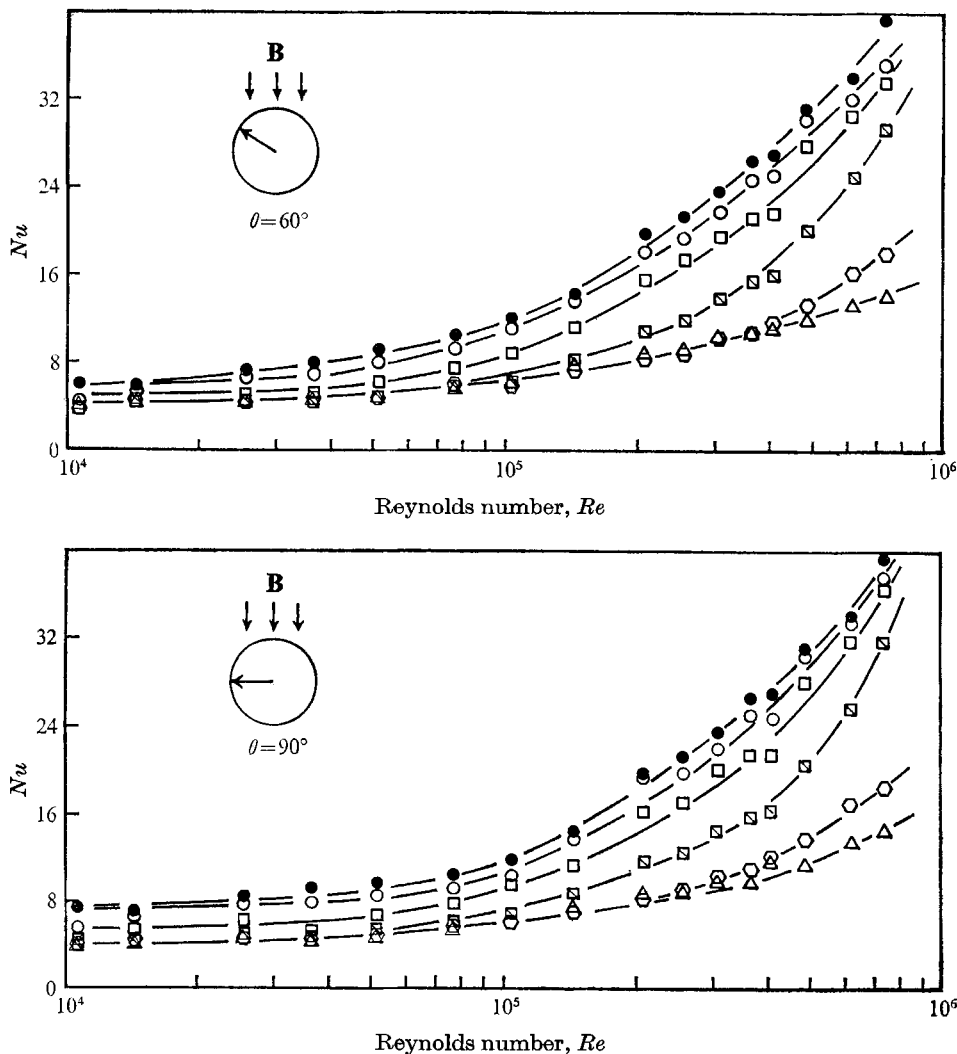 B
32
24
16
8
0
Nu
θ=60°
10⁴
10⁵
10⁶
Reynolds number, Re
B
32
24
16
8
0
Nu
θ=90°
10⁴
10⁵
10⁶
Reynolds number, Re